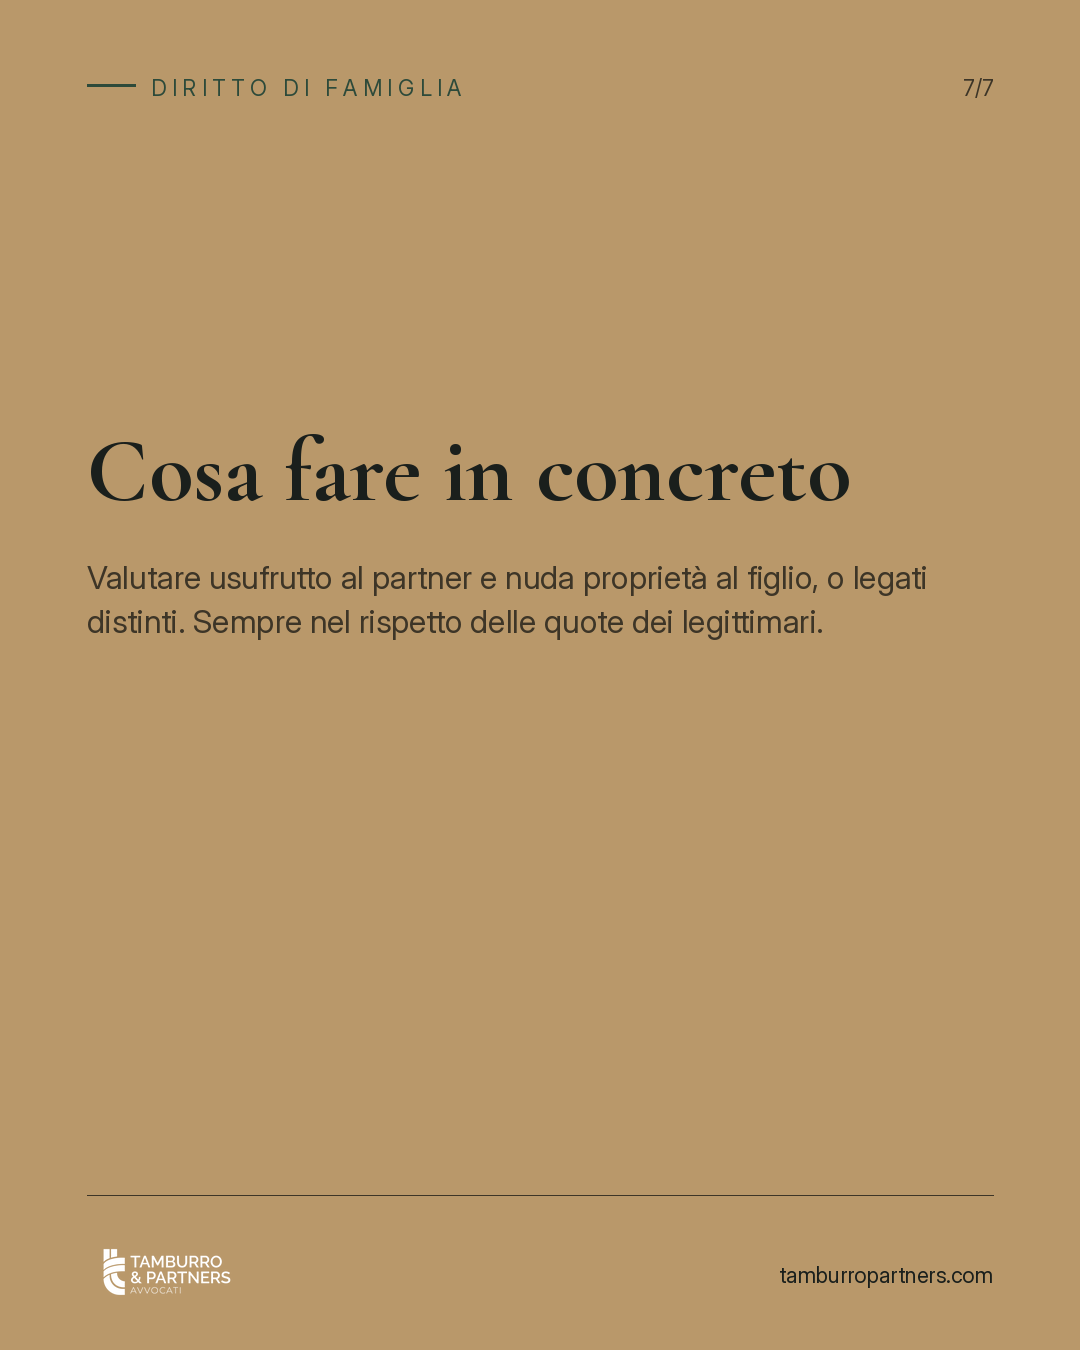 DIRITTO DI FAMIGLIA
7/7
Cosa fare in concreto
Valutare usufrutto al partner e nuda proprietà al figlio, o legati
distinti. Sempre nel rispetto delle quote dei legittimari.
TAMBURRO
& PARTNERS
AVVOCATI
tamburropartners.com